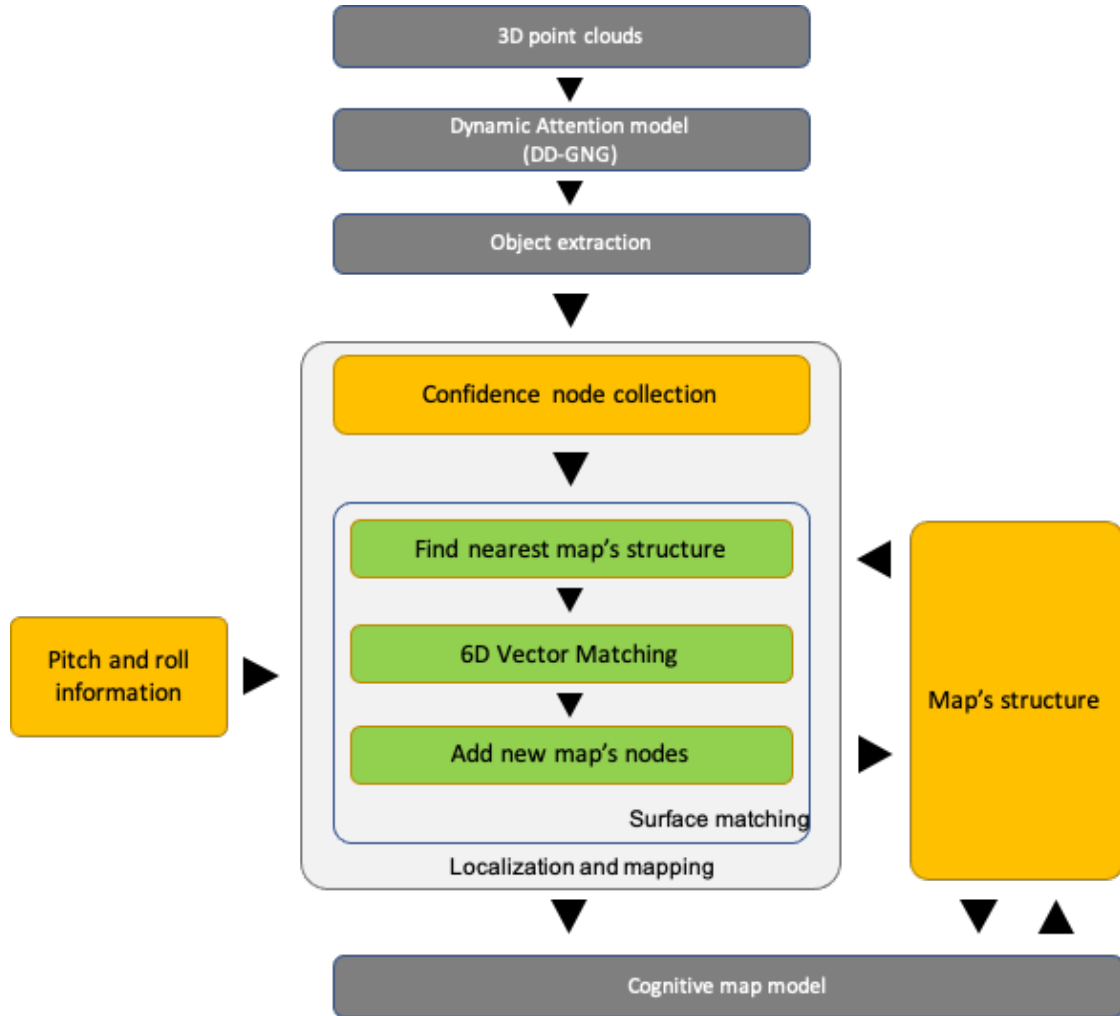 3D point clouds
Dynamic Attention model
(DD-GNG)
Object extraction
Confidence node collection
Find nearest map's structure
6D Vector Matching
Add new map's nodes
Surface matching
Localization and mapping
Pitch and roll
information
Map's structure
Cognitive map model